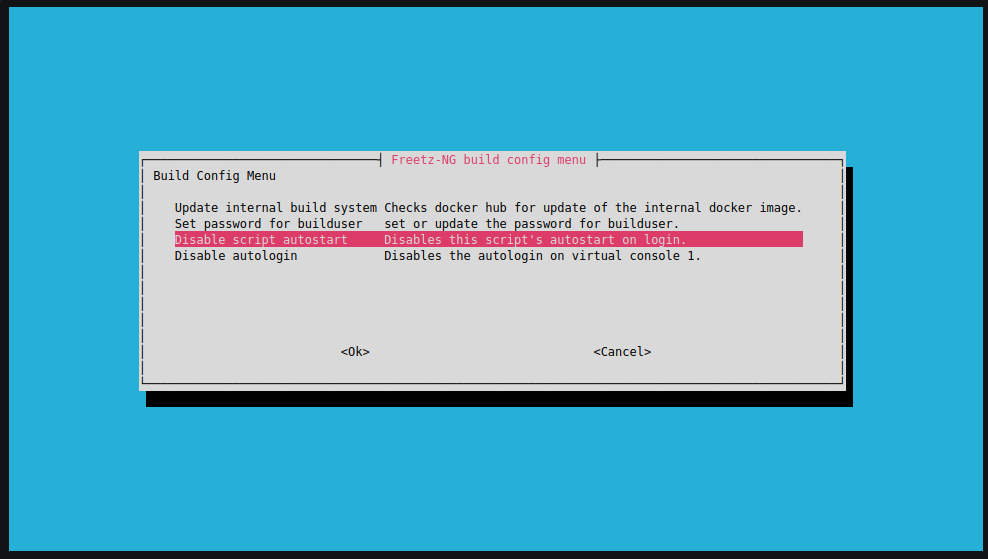 Freetz-NG build config menu
Build Config Menu
Update internal build system Checks docker hub for update of the internal docker image.
Set password for builduser set or update the password for builduser.
Disable script autostart Disables this script's autostart on login.
Disable autologin Disables the autologin on virtual console 1.
<Ok> <Cancel>